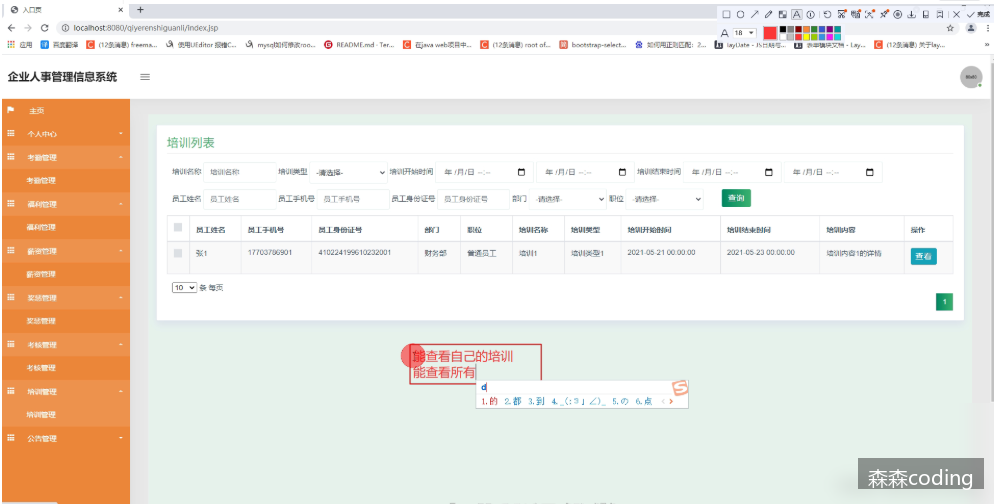 入口页
localhost:8080/qiyerenshiguanli/index.jsp
18
完成
应用 百度翻译 (12条消息) freema... 使用UEditor 报错C... mysql如何修改roo... README.md · Ter... 在java web项目中... (12条消息) root of... bootstrap-select... 如何用正则匹配：2... layDate - JS日期与... 表单模块文档 - Lay... (12条消息) 关于lay...
企业人事管理信息系统
主页
个人中心
考勤管理
考勤管理
福利管理
福利管理
薪资管理
薪资管理
奖惩管理
奖惩管理
考核管理
考核管理
培训管理
培训管理
公告管理
培训列表
培训名称 培训名称 培训类型 -请选择- 培训开始时间 年 /月/日 --:-- 年 /月/日 --:-- 培训结束时间 年 /月/日 --:-- 年 /月/日 --:--
员工姓名 员工姓名 员工手机号 员工手机号 员工身份证号 员工身份证号 部门 -请选择- 职位 -请选择- 查询
员工姓名 员工手机号 员工身份证号 部门 职位 培训名称 培训类型 培训开始时间 培训结束时间 培训内容 操作
张1 17703786901 410224199610232001 财务部 普通员工 培训1 培训类型1 2021-05-21 00:00:00 2021-05-23 00:00:00 培训内容1的详情 查看
10 条 每页
1
能查看自己的培训
能查看所有
d
1.的 2.都 3.到 4._(:з」∠)_ 5.の 6.点
森森coding